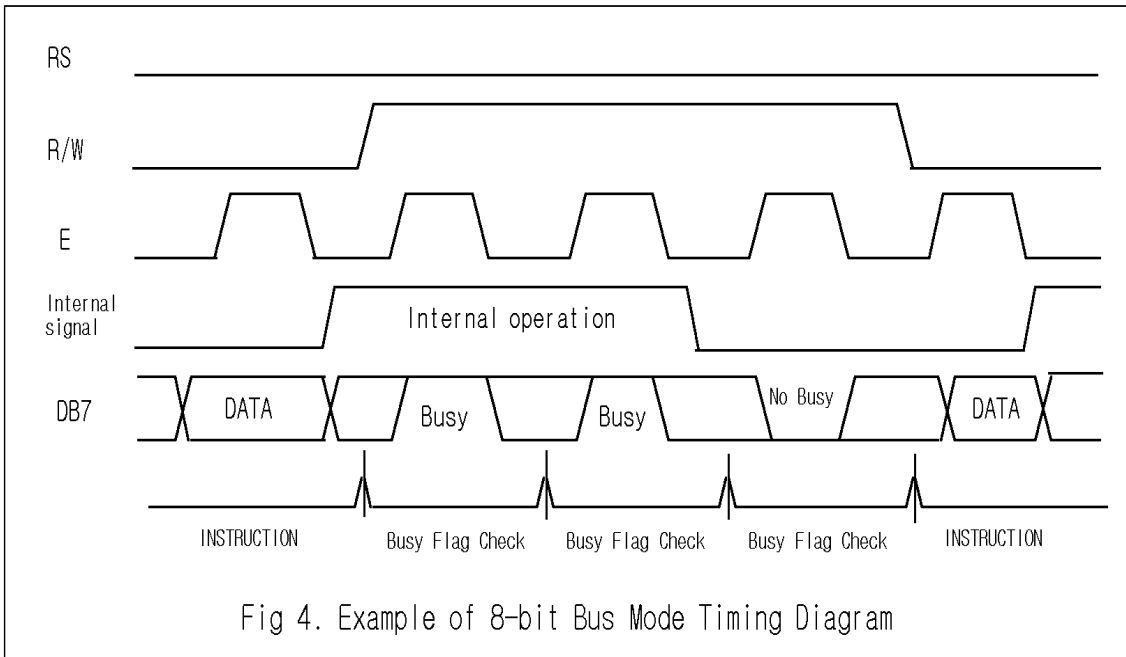 RS
R/W
E
Internal
signal
Internal operation
DB7
DATA
Busy
Busy
No Busy
DATA
INSTRUCTION
Busy Flag Check
Busy Flag Check
Busy Flag Check
INSTRUCTION
Fig 4. Example of 8-bit Bus Mode Timing Diagram